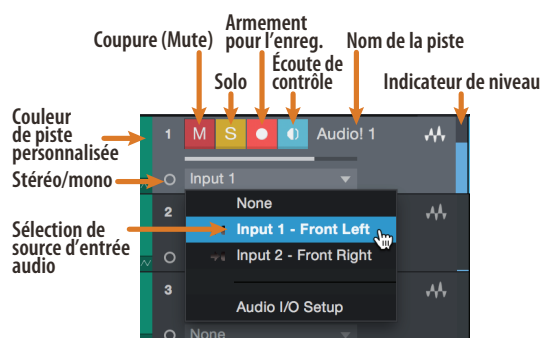 Armement
pour l’enreg.
Coupure (Mute)
Nom de la piste
Solo
Écoute de
contrôle
Indicateur de niveau
Couleur
de piste
personnalisée
1 M S Audio! 1
Stéréo/mono
Input 1
2
None
Sélection de
source d’entrée
audio
Input 1 - Front Left
Input 2 - Front Right
3
Audio I/O Setup
None